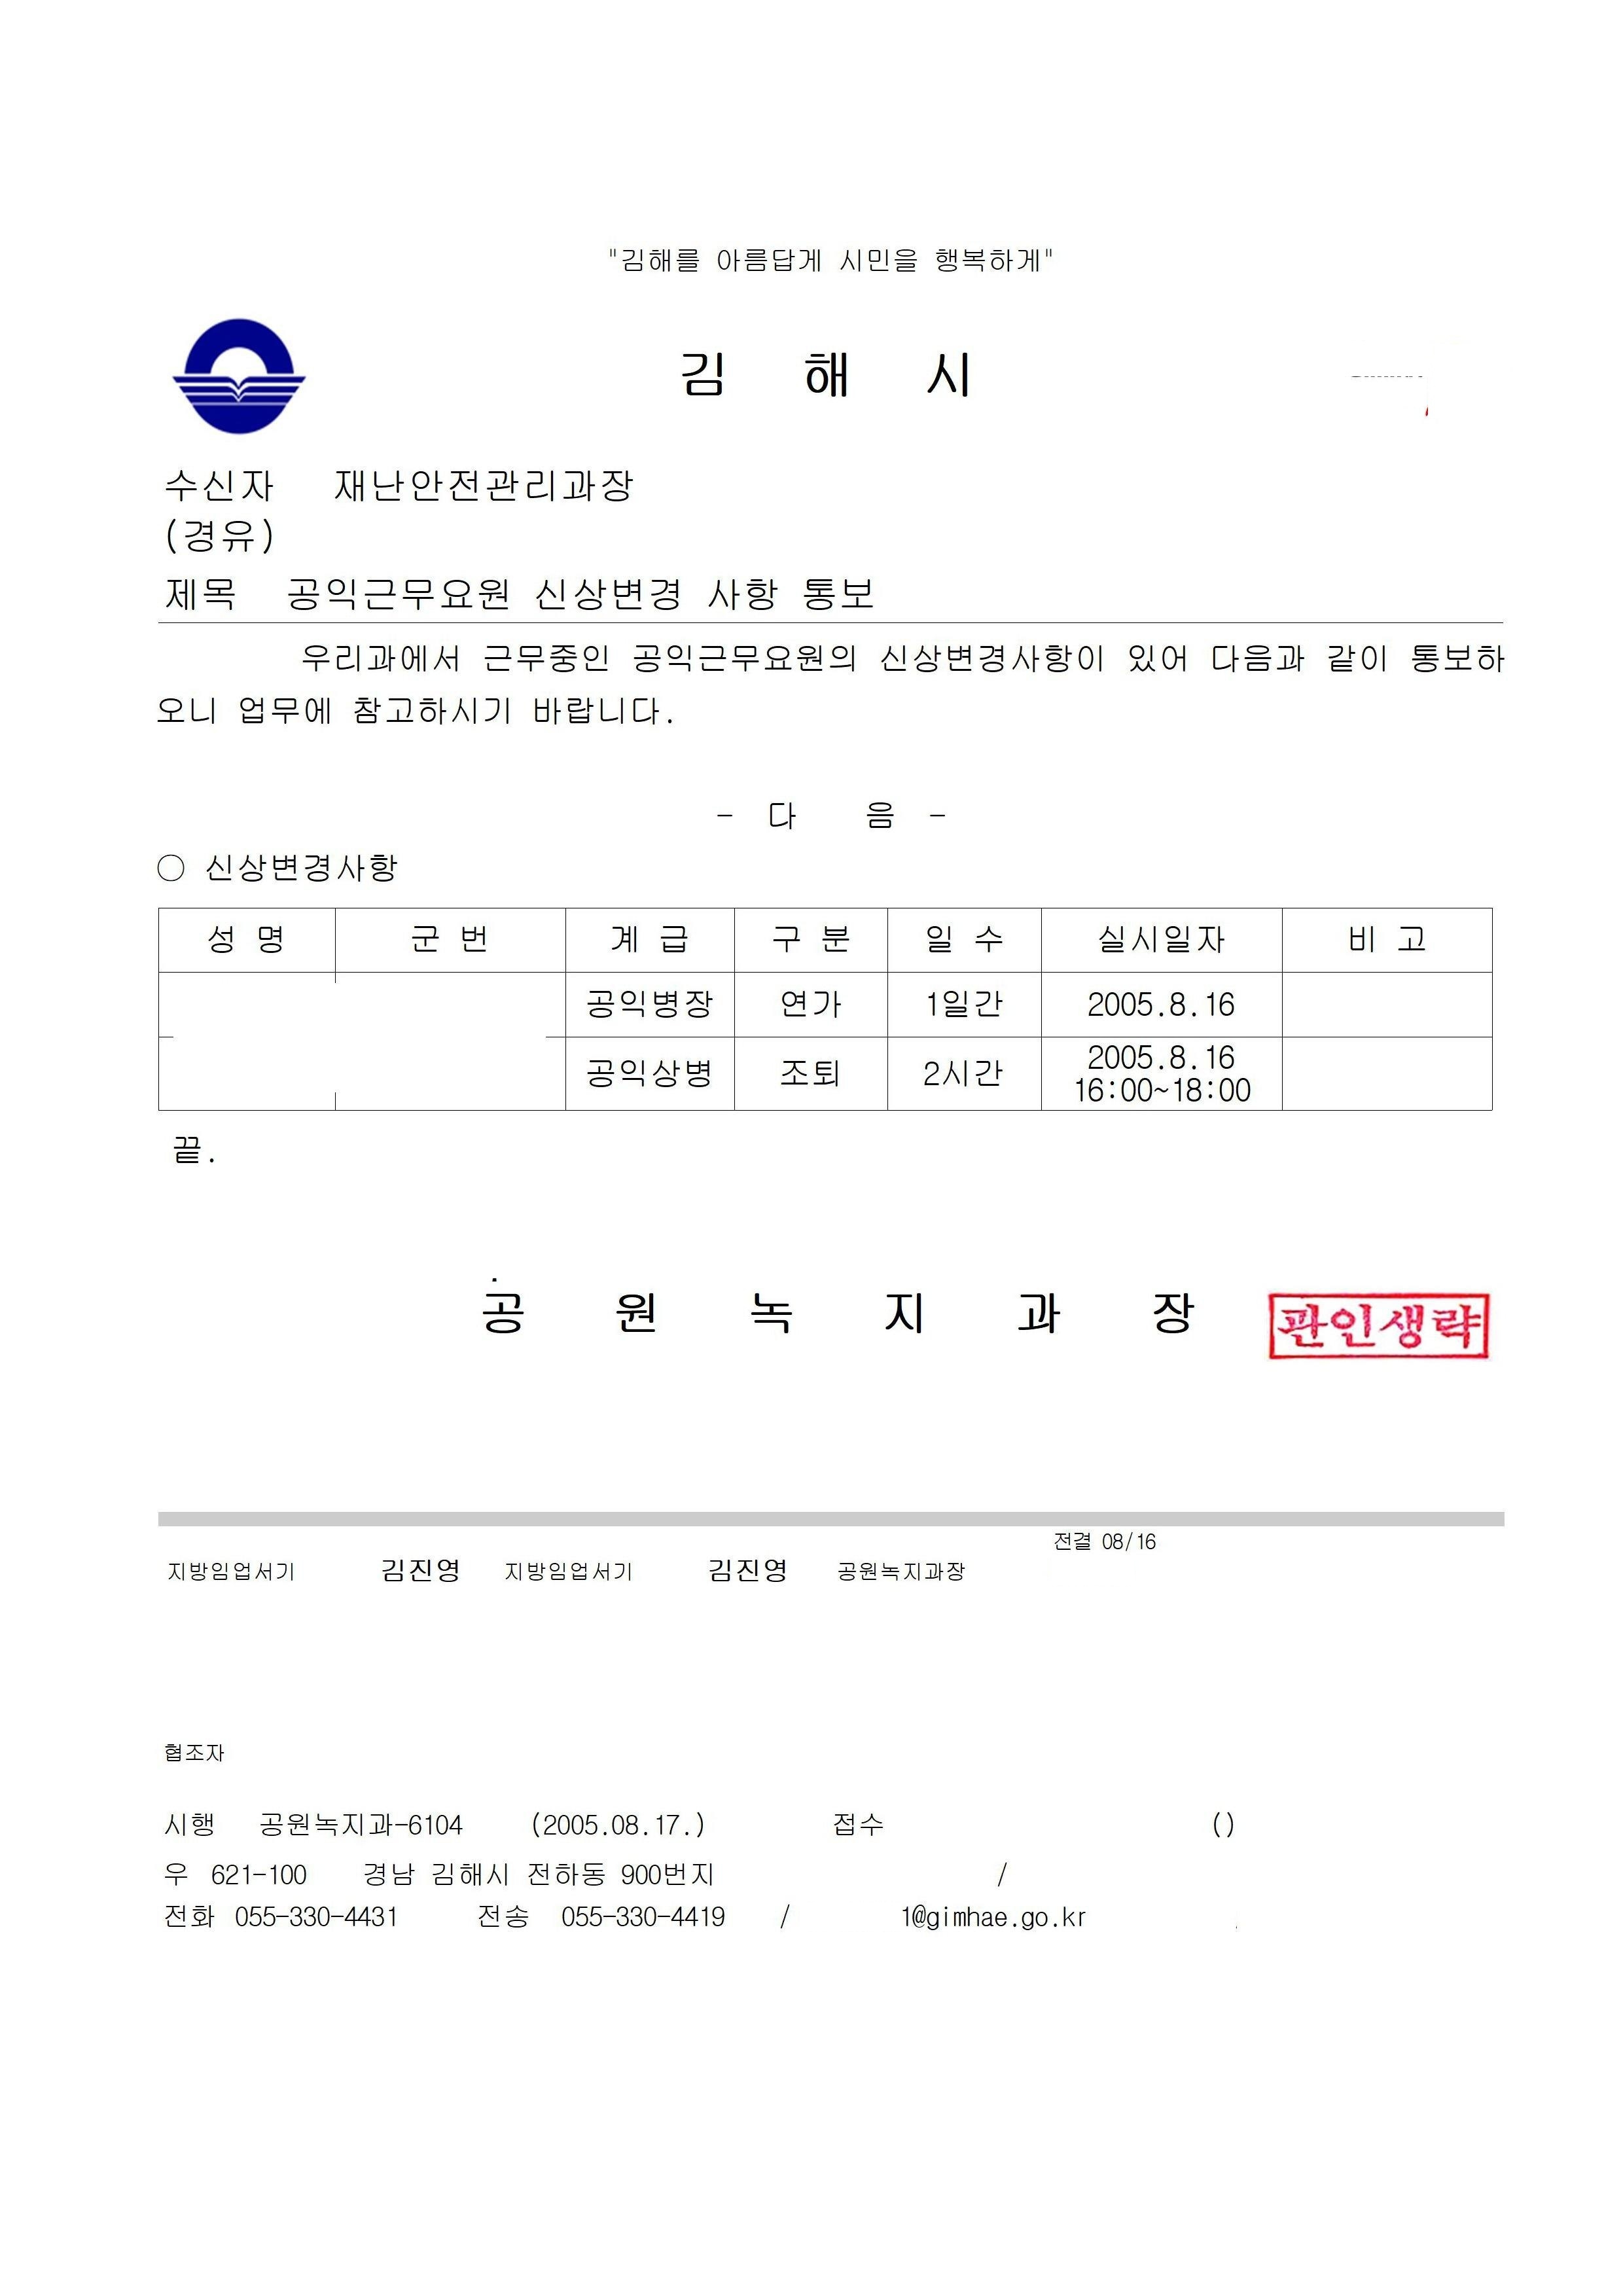 "김해를 아름답게 시민을 행복하게"
김 해 시
수신자 재난안전관리과장
(경유)
제목 공익근무요원 신상변경 사항 통보
우리과에서 근무중인 공익근무요원의 신상변경사항이 있어 다음과 같이 통보하
오니 업무에 참고하시기 바랍니다.
- 다 음 -
○ 신상변경사항
성 명 군 번 계 급 구 분 일 수 실시일자 비 고
공익병장 연가 1일간 2005.8.16
공익상병 조퇴 2시간 2005.8.16
16:00~18:00
끝.
공 원 녹 지 과 장 관인생략
전결 08/16
지방임업서기 김진영 지방임업서기 김진영 공원녹지과장
협조자
시행 공원녹지과-6104 (2005.08.17.) 접수 ()
우 621-100 경남 김해시 전하동 900번지 /
전화 055-330-4431 전송 055-330-4419 / 1@gimhae.go.kr